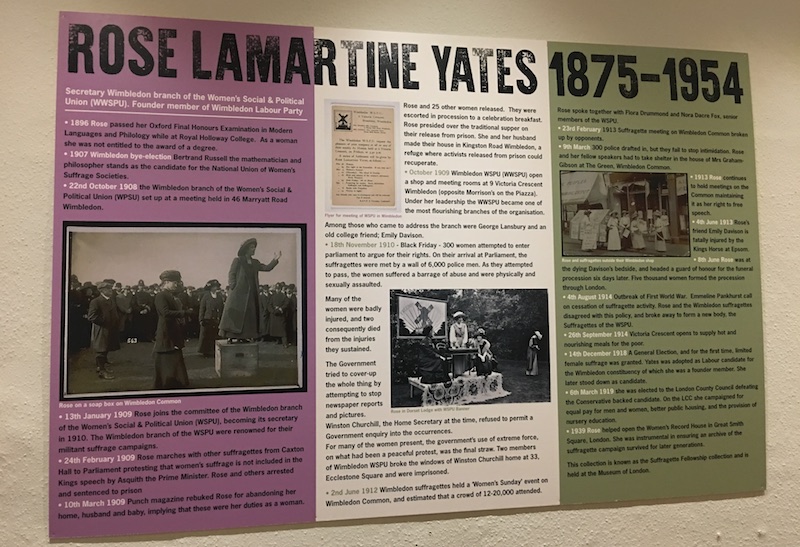 ROSE LAMARTINE YATES 1875-1954
Secretary Wimbledon branch of the Women's Social & Political
Union (WWSPU). Founder member of Wimbledon Labour Party
• 1896 Rose passed her Oxford Final Honours Examination in Modern
Languages and Philology while at Royal Holloway College. As a woman
she was not entitled to the award of a degree.
• 1907 Wimbledon bye-election Bertrand Russell the mathematician and
philosopher stands as the candidate for the National Union of Women's
Suffrage Societies.
• 22nd October 1908 the Wimbledon branch of the Women's Social &
Political Union (WPSU) set up at a meeting held in 46 Marryatt Road
Wimbledon.
563
Rose on a soap box on Wimbledon Common
• 13th January 1909 Rose joins the committee of the Wimbledon branch
of the Women's Social & Political Union (WSPU), becoming its secretary
in 1910. The Wimbledon branch of the WSPU were renowned for their
militant suffrage campaigns.
• 24th February 1909 Rose marches with other suffragettes from Caxton
Hall to Parliament protesting that women's suffrage is not included in the
Kings speech by Asquith the Prime Minister. Rose and others arrested
and sentenced to prison
• 10th March 1909 Punch magazine rebuked Rose for abandoning her
home, husband and baby, implying that these were her duties as a woman.
Flyer for meeting of WSPU in Wimbledon
Rose and 25 other women released. They were
escorted in procession to a celebration breakfast.
Rose presided over the traditional supper on
their release from prison. She and her husband
made their house in Kingston Road Wimbledon, a
refuge where activists released from prison could
recuperate.
• October 1909 Wimbledon WSPU (WWSPU) open
a shop and meeting rooms at 9 Victoria Crescent
Wimbledon (opposite Morrison's on the Piazza).
Under her leadership the WWSPU became one of
the most flourishing branches of the organisation.
Among those who came to address the branch were George Lansbury and an
old college friend; Emily Davison.
• 18th November 1910 - Black Friday - 300 women attempted to enter
parliament to argue for their rights. On their arrival at Parliament, the
suffragettes were met by a wall of 6,000 police men. As they attempted
to pass, the women suffered a barrage of abuse and were physically and
sexually assaulted.
Many of the
women were badly
injured, and two
consequently died
from the injuries
they sustained.
The Government
tried to cover-up
the whole thing by
attempting to stop
newspaper reports
and pictures.
Rose in Dorset Lodge with WSPU Banner
Winston Churchill, the Home Secretary at the time, refused to permit a
Government enquiry into the occurrences.
For many of the women present, the government's use of extreme force,
on what had been a peaceful protest, was the final straw. Two members
of Wimbledon WSPU broke the windows of Winston Churchill home at 33,
Ecclestone Square and were imprisoned.
• 2nd June 1912 Wimbledon suffragettes held a 'Women's Sunday' event on
Wimbledon Common, and estimated that a crowd of 12-20,000 attended.
Rose spoke together with Flora Drummond and Nora Dacre Fox, senior
members of the WSPU.
• 23rd February 1913 Suffragette meeting on Wimbledon Common broken
up by opponents.
• 9th March 300 police drafted in, but they fail to stop intimidation. Rose
and her fellow speakers had to take shelter in the house of Mrs Graham-
Gibson at The Green, Wimbledon Common.
• 1913 Rose continues
to hold meetings on the
Common maintaining
it as her right to free
speech.
• 4th June 1913 Rose's
friend Emily Davison is
fatally injured by the
Kings Horse at Epsom.
Rose and suffragettes outside their Wimbledon shop
• 8th June Rose was at
the dying Davison's bedside, and headed a guard of honour for the funeral
procession six days later. Five thousand women formed the procession
through London.
• 4th August 1914 Outbreak of First World War. Emmeline Pankhurst call
on cessation of suffragette activity. Rose and the Wimbledon suffragettes
disagreed with this policy, and broke away to form a new body, the
Suffragettes of the WSPU.
• 26th September 1914 Victoria Crescent opens to supply hot and
nourishing meals for the poor.
• 14th December 1918 A General Election, and for the first time, limited
female suffrage was granted. Yates was adopted as Labour candidate for
the Wimbledon constituency of which she was a founder member. She
later stood down as candidate.
• 6th March 1919 she was elected to the London County Council defeating
the Conservative backed candidate. On the LCC she campaigned for
equal pay for men and women, better public housing, and the provision of
nursery education.
• 1939 Rose helped open the Women's Record House in Great Smith
Square, London. She was instrumental in ensuring an archive of the
suffragette campaign survived for later generations.
This collection is known as the Suffragette Fellowship collection and is
held at the Museum of London.